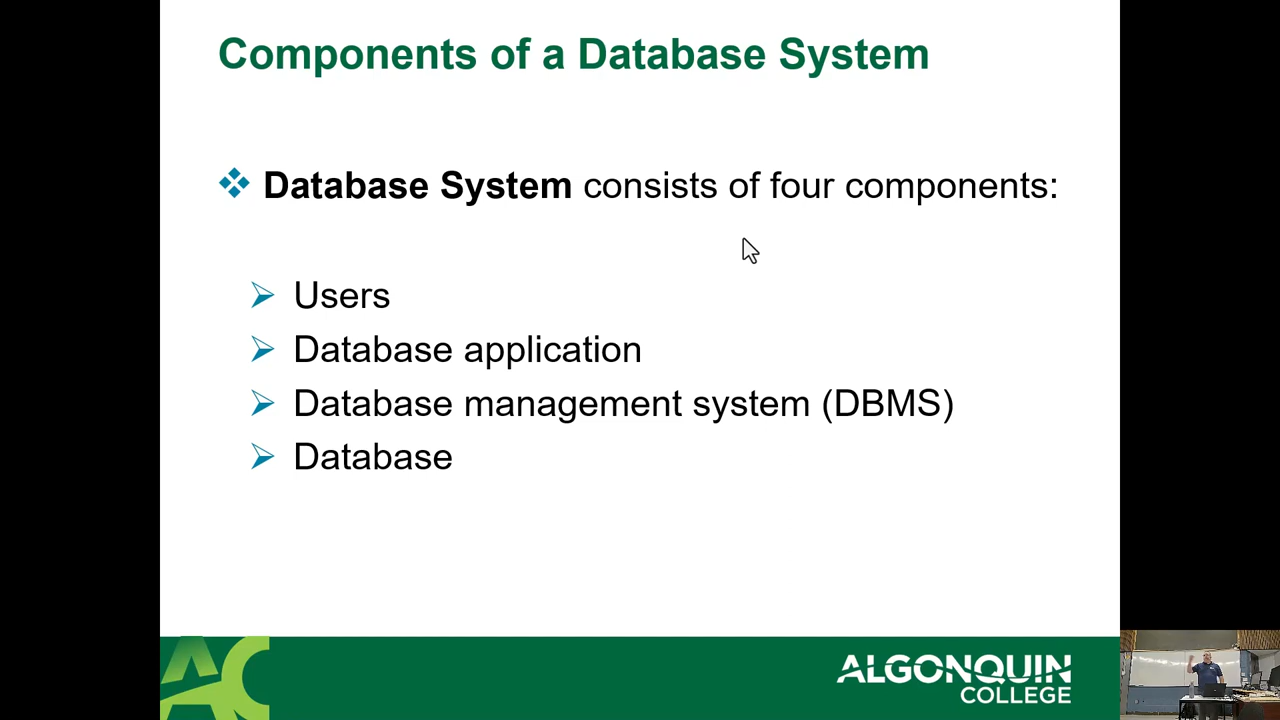 Components of a Database System
Database System consists of four components:
Users
Database application
Database management system (DBMS)
Database
AC
ALGONQUIN
COLLEGE